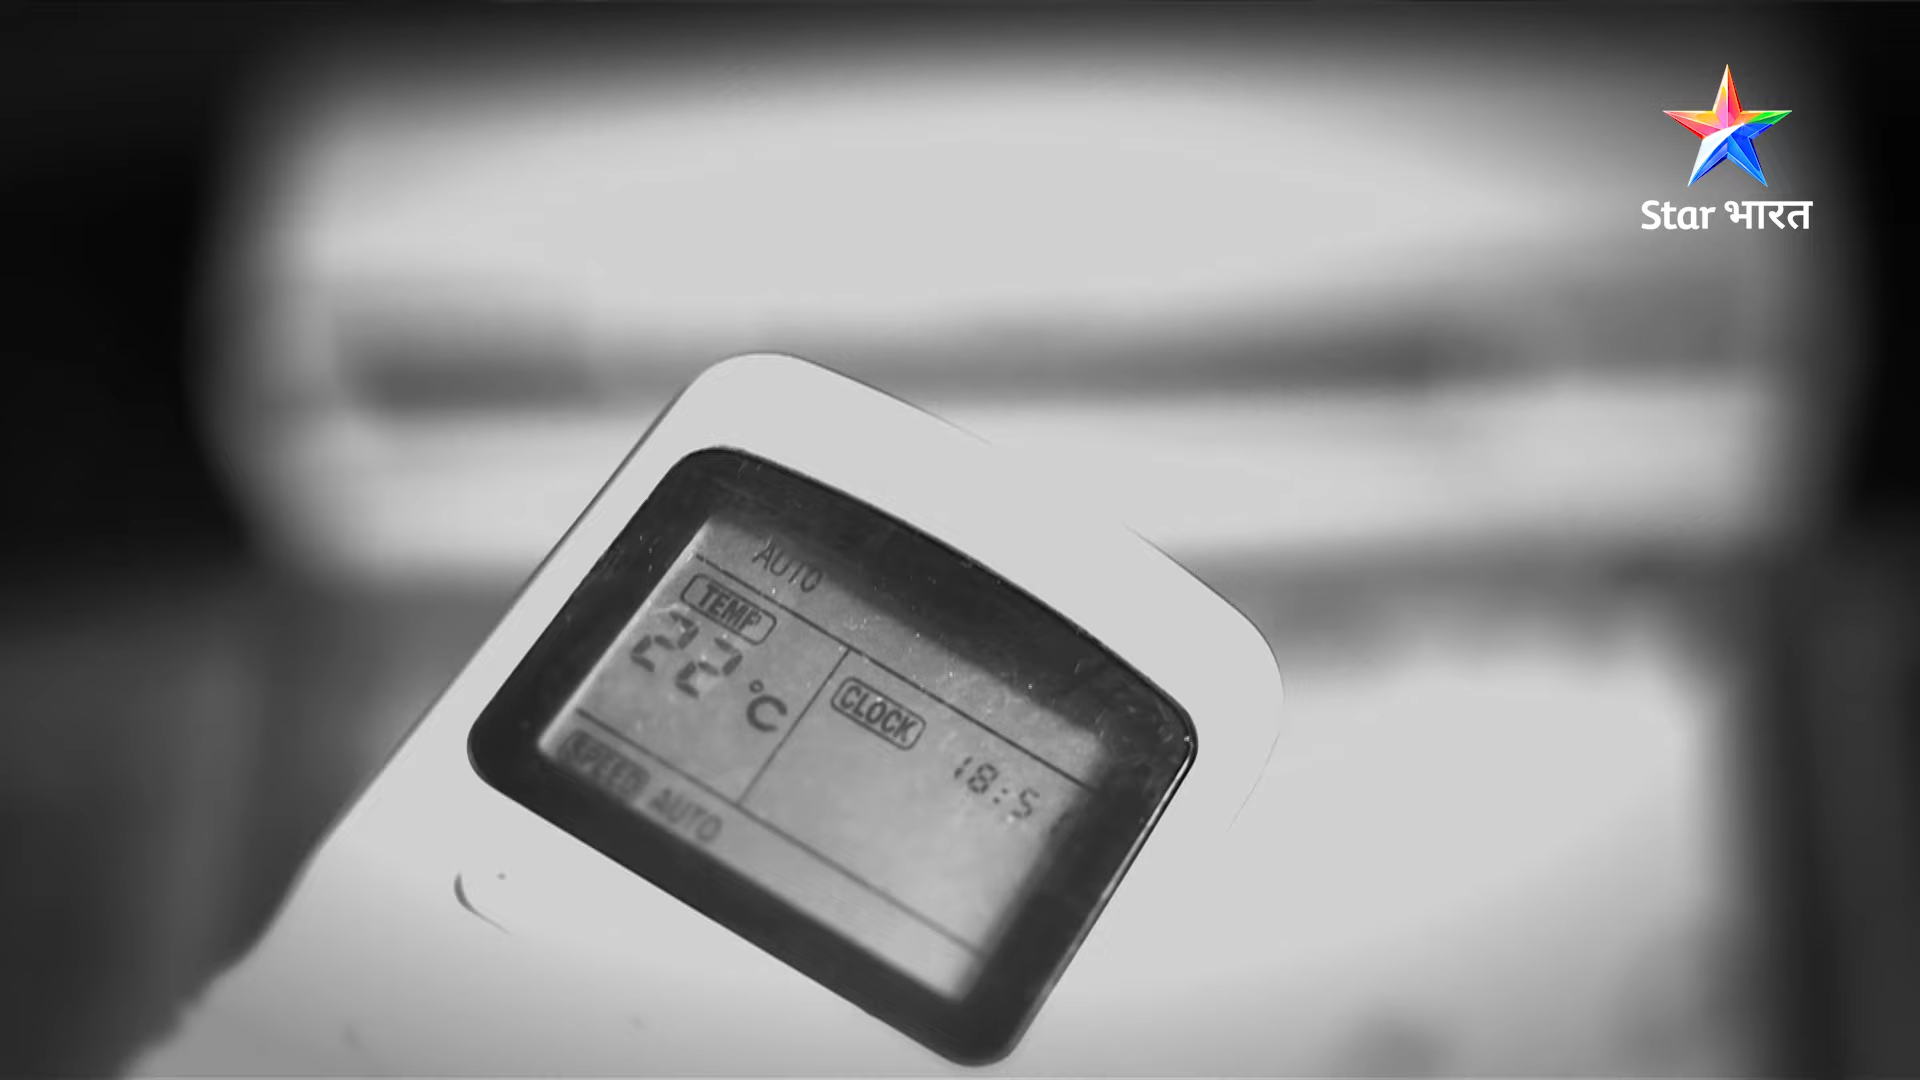 Star भारत
AUTO
TEMP
22 °C
CLOCK
18:5
SPEED AUTO